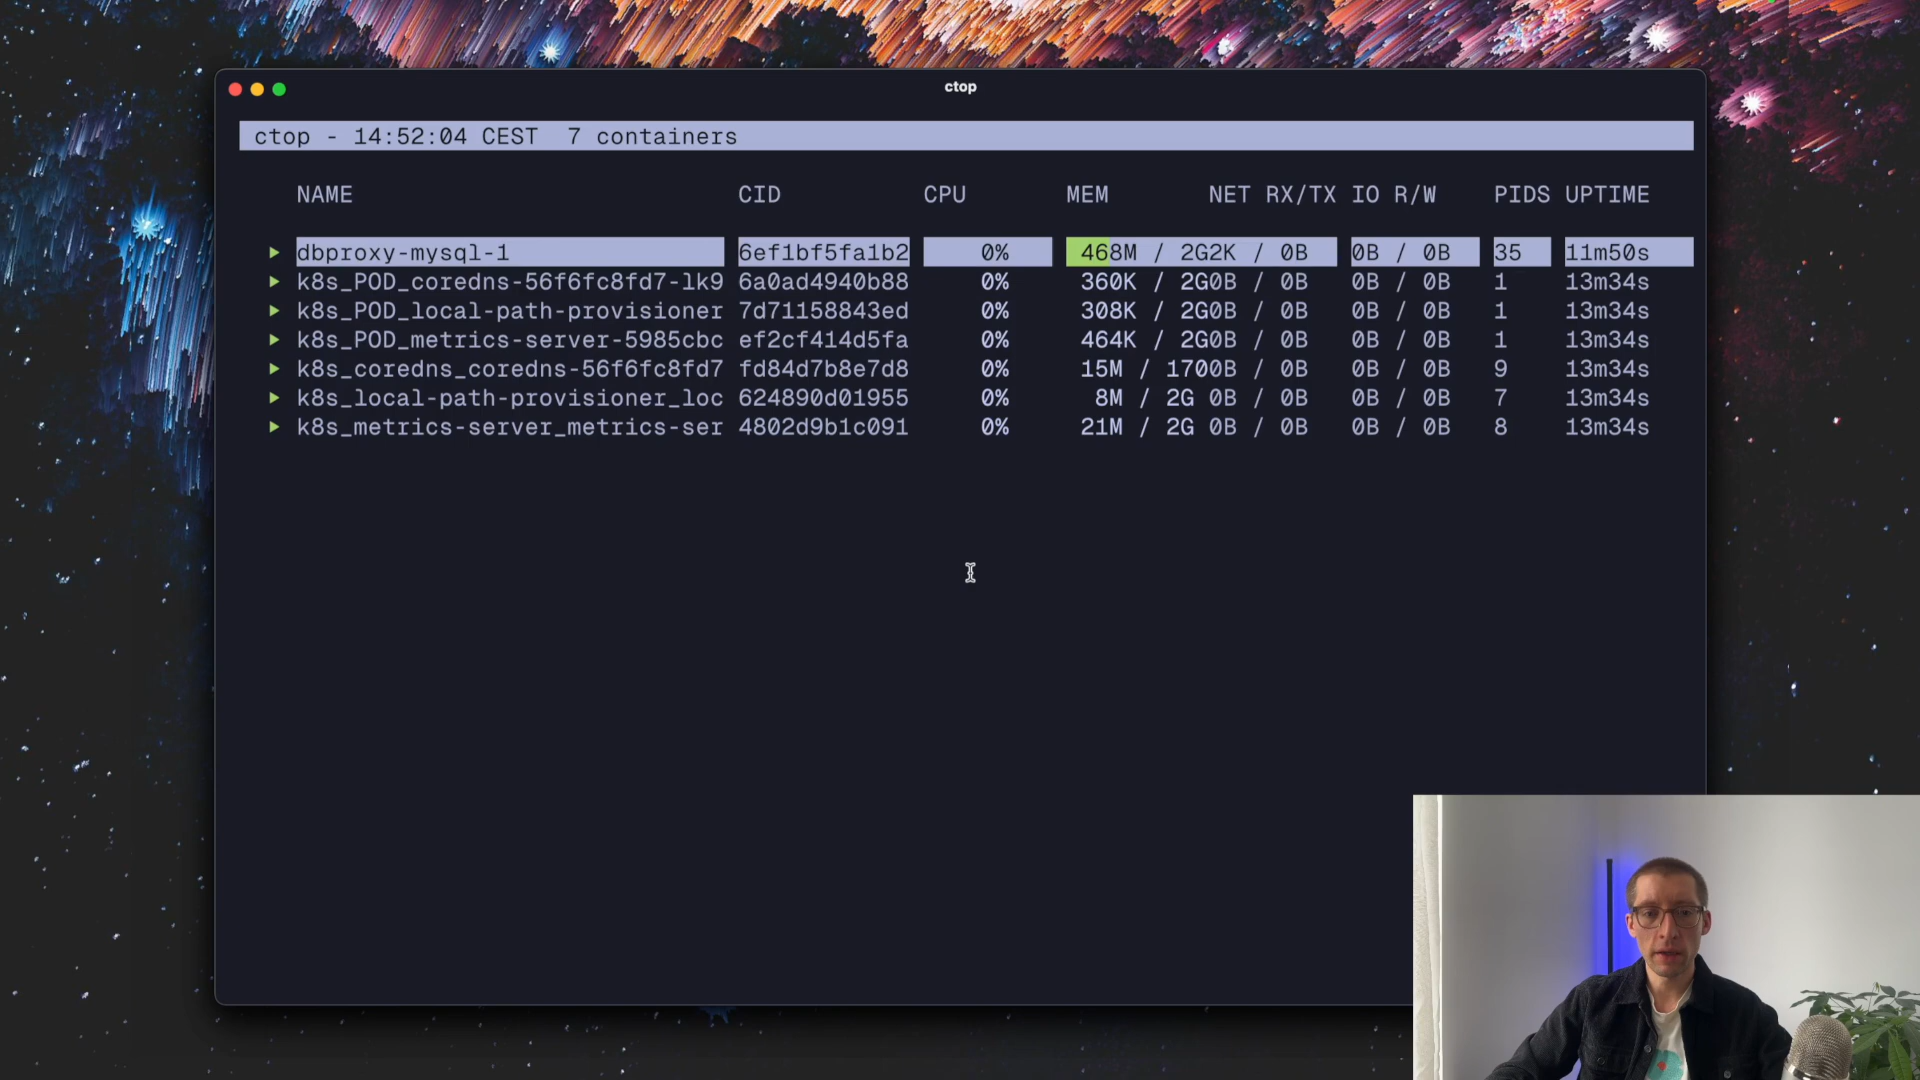 ctop
ctop - 14:52:04 CEST  7 containers
NAME CID CPU MEM NET RX/TX IO R/W PIDS UPTIME
dbproxy-mysql-1 6ef1bf5fa1b2 0% 468M / 2G2K / 0B 0B / 0B 35 11m50s
k8s_POD_coredns-56f6fc8fd7-lk9 6a0ad4940b88 0% 360K / 2G0B / 0B 0B / 0B 1 13m34s
k8s_POD_local-path-provisioner 7d71158843ed 0% 308K / 2G0B / 0B 0B / 0B 1 13m34s
k8s_POD_metrics-server-5985cbc ef2cf414d5fa 0% 464K / 2G0B / 0B 0B / 0B 1 13m34s
k8s_coredns_coredns-56f6fc8fd7 fd84d7b8e7d8 0% 15M / 1700B / 0B 0B / 0B 9 13m34s
k8s_local-path-provisioner_loc 624890d01955 0% 8M / 2G 0B / 0B 0B / 0B 7 13m34s
k8s_metrics-server_metrics-ser 4802d9b1c091 0% 21M / 2G 0B / 0B 0B / 0B 8 13m34s